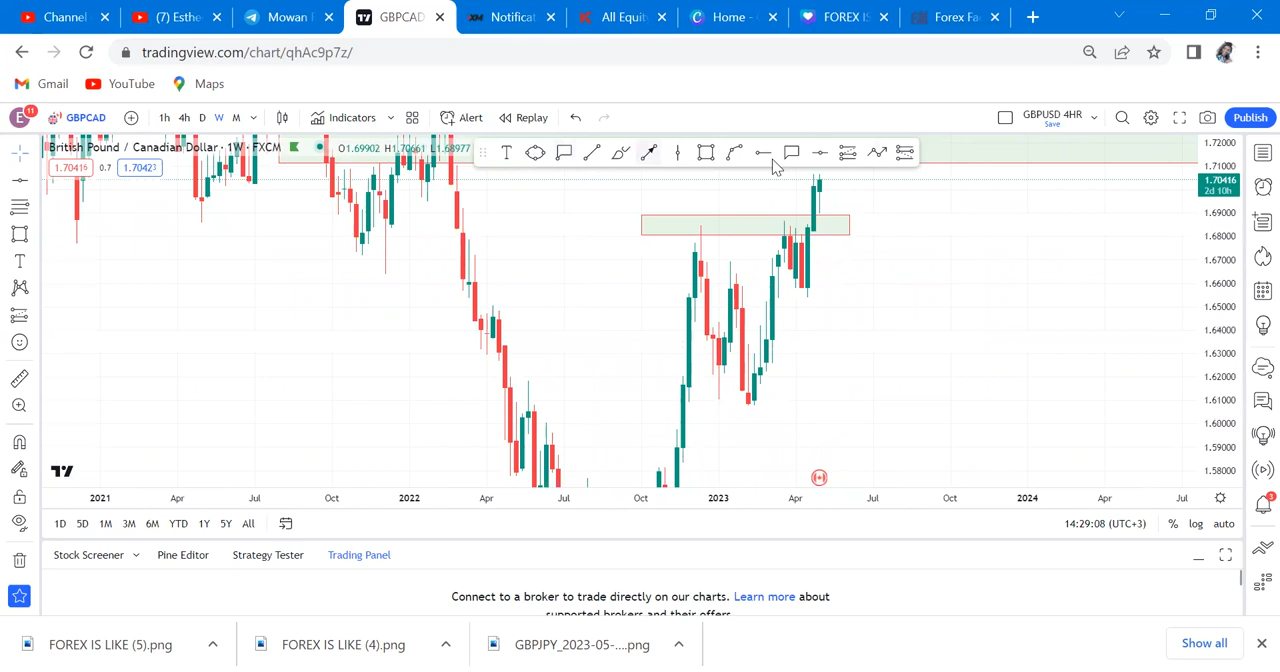 Channel
(7) Esthe
Mowan F
GBPCAD
Notificat
All Equit
Home -
FOREX IS
Forex Fa
tradingview.com/chart/qhAc9p7z/
Gmail
YouTube
Maps
E
11
GBPCAD
1h 4h D W M
Indicators
Alert
Replay
GBPUSD 4HR
Save
Publish
British Pound / Canadian Dollar · 1W · FXCM
O1.69902 H1.70661 L1.68977
1.70416
0.7
1.70423
1.72000
1.71000
1.70416
2d 10h
1.69000
1.68000
1.67000
1.66000
1.65000
1.64000
1.63000
1.62000
1.61000
1.60000
1.59000
1.58000
2021 Apr Jul Oct 2022 Apr Jul Oct 2023 Apr Jul Oct 2024 Apr Jul
1D 5D 1M 3M 6M YTD 1Y 5Y All
14:29:08 (UTC+3) % log auto
3
Stock Screener
Pine Editor
Strategy Tester
Trading Panel
Connect to a broker to trade directly on our charts. Learn more about
supported brokers and their offers
FOREX IS LIKE (5).png
FOREX IS LIKE (4).png
GBPJPY_2023-05-....png
Show all